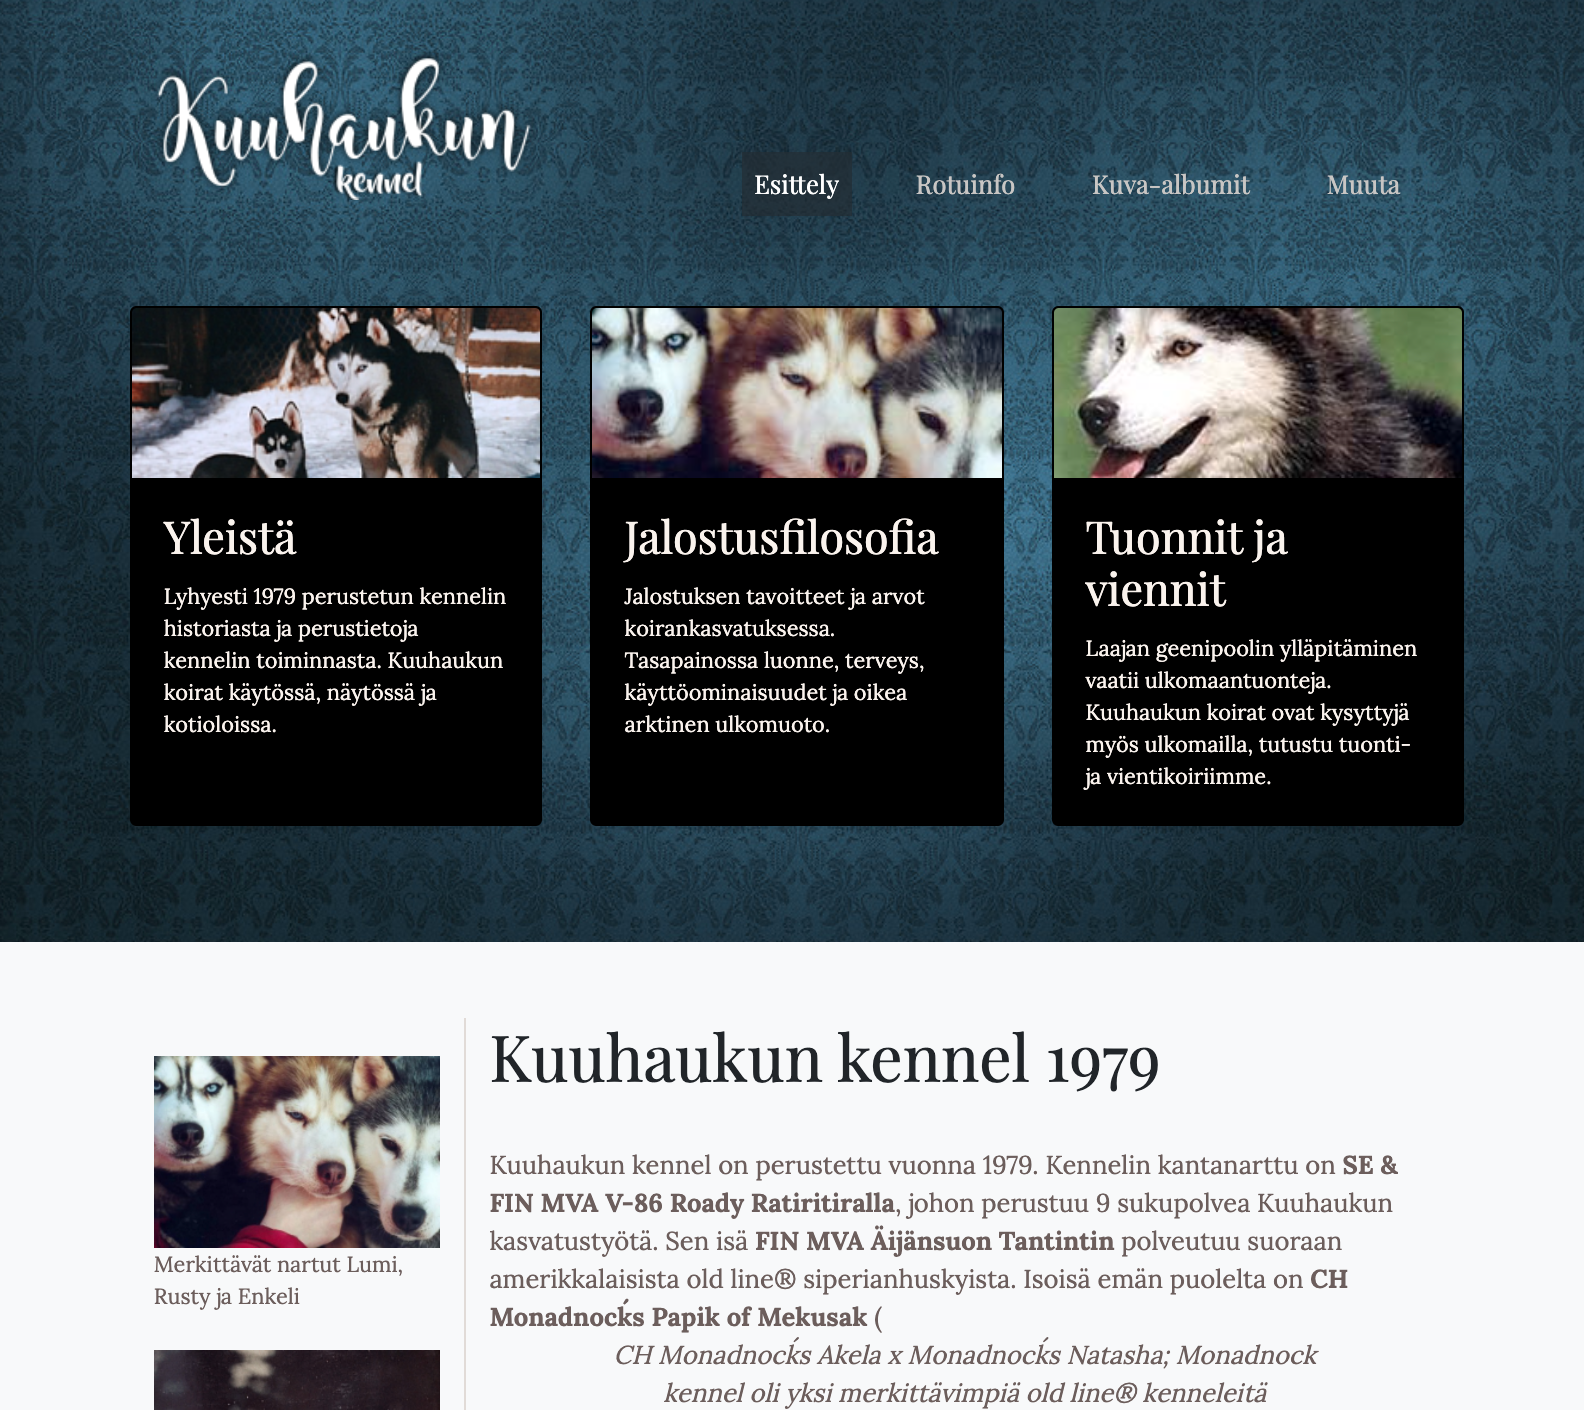 Kuuhaukun
kennel
Esittely Rotuinfo Kuva-albumit Muuta
Yleistä
Lyhyesti 1979 perustetun kennelin
historiasta ja perustietoja
kennelin toiminnasta. Kuuhaukun
koirat käytössä, näytössä ja
kotioloissa.
Jalostusfilosofia
Jalostuksen tavoitteet ja arvot
koirankasvatuksessa.
Tasapainossa luonne, terveys,
käyttöominaisuudet ja oikea
arktinen ulkomuoto.
Tuonnit ja
viennit
Laajan geenipoolin ylläpitäminen
vaatii ulkomaantuonteja.
Kuuhaukun koirat ovat kysyttyjä
myös ulkomailla, tutustu tuonti-
ja vientikoiriimme.
Merkittävät nartut Lumi,
Rusty ja Enkeli
Kuuhaukun kennel 1979
Kuuhaukun kennel on perustettu vuonna 1979. Kennelin kantanarttu on SE &
FIN MVA V-86 Roady Ratiritiralla, johon perustuu 9 sukupolvea Kuuhaukun
kasvatustyötä. Sen isä FIN MVA Äijänsuon Tantintin polveutuu suoraan
amerikkalaisista old line® siperianhuskyista. Isoisä emän puolelta on CH
Monadnocḱs Papik of Mekusak (
CH Monadnocḱs Akela x Monadnocḱs Natasha; Monadnock
kennel oli yksi merkittävimpiä old line® kenneleitä